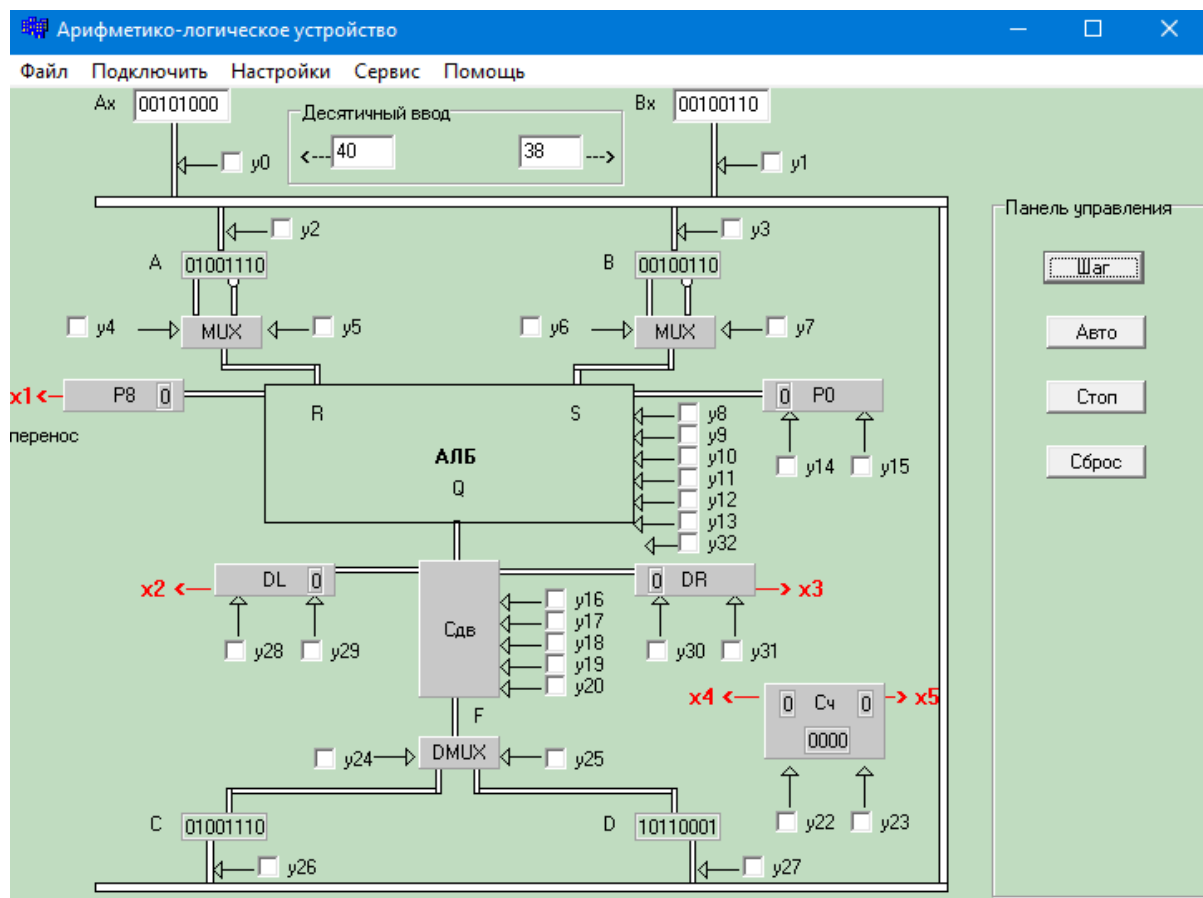 Арифметико-логическое устройство
Файл Подключить Настройки Сервис Помощь
Ax 00101000
Десятичный ввод
Bx 00100110
<--- 40 38 --->
y0 y1
Панель управления
y2 y3
A 01001110 B 00100110
Шаг
y4 MUX y5 y6 MUX y7
Авто
x1 P8 0 0 P0
Стоп
перенос
R S y8
y9
АЛБ y10
Сброс
y14 y15
y11
Q
y12
y13
y32
x2 DL 0 0 DR x3
y16
y17
Сдв y18
y28 y29 y30 y31
y19
y20
x4 0 Сч 0 x5
F
0000
y24 DMUX y25
C 01001110 D 10110001 y22 y23
y26 y27